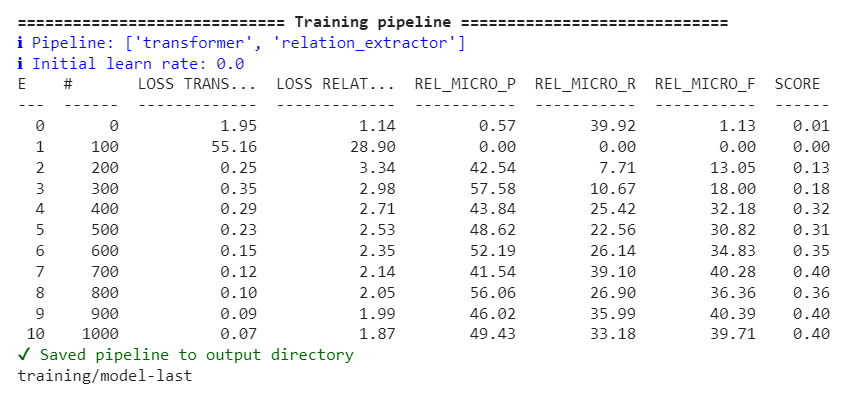 ============================= Training pipeline =============================
ℹ Pipeline: ['transformer', 'relation_extractor']
ℹ Initial learn rate: 0.0
E    #       LOSS TRANS...  LOSS RELAT...  REL_MICRO_P  REL_MICRO_R  REL_MICRO_F  SCORE
---  ------  -------------  -------------  -----------  -----------  -----------  ------
  0       0           1.95           1.14         0.57        39.92         1.13    0.01
  1     100          55.16          28.90         0.00         0.00         0.00    0.00
  2     200           0.25           3.34        42.54         7.71        13.05    0.13
  3     300           0.35           2.98        57.58        10.67        18.00    0.18
  4     400           0.29           2.71        43.84        25.42        32.18    0.32
  5     500           0.23           2.53        48.62        22.56        30.82    0.31
  6     600           0.15           2.35        52.19        26.14        34.83    0.35
  7     700           0.12           2.14        41.54        39.10        40.28    0.40
  8     800           0.10           2.05        56.06        26.90        36.36    0.36
  9     900           0.09           1.99        46.02        35.99        40.39    0.40
 10    1000           0.07           1.87        49.43        33.18        39.71    0.40
✔ Saved pipeline to output directory
training/model-last